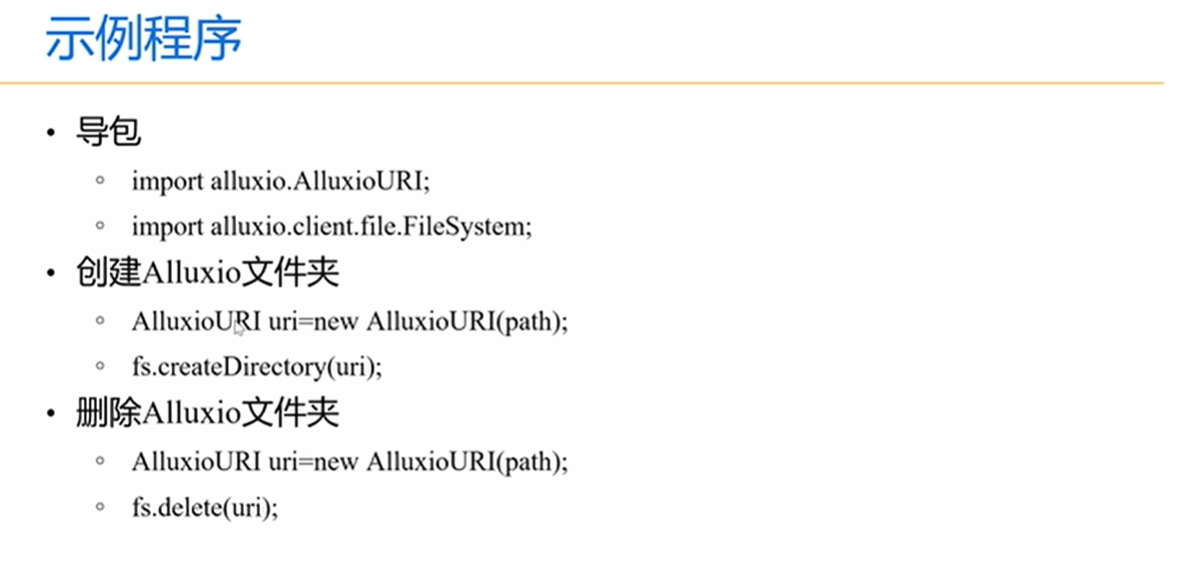 示例程序
• 导包
◦ import alluxio.AlluxioURI;
◦ import alluxio.client.file.FileSystem;
• 创建Alluxio文件夹
◦ AlluxioURI uri=new AlluxioURI(path);
◦ fs.createDirectory(uri);
• 删除Alluxio文件夹
◦ AlluxioURI uri=new AlluxioURI(path);
◦ fs.delete(uri);